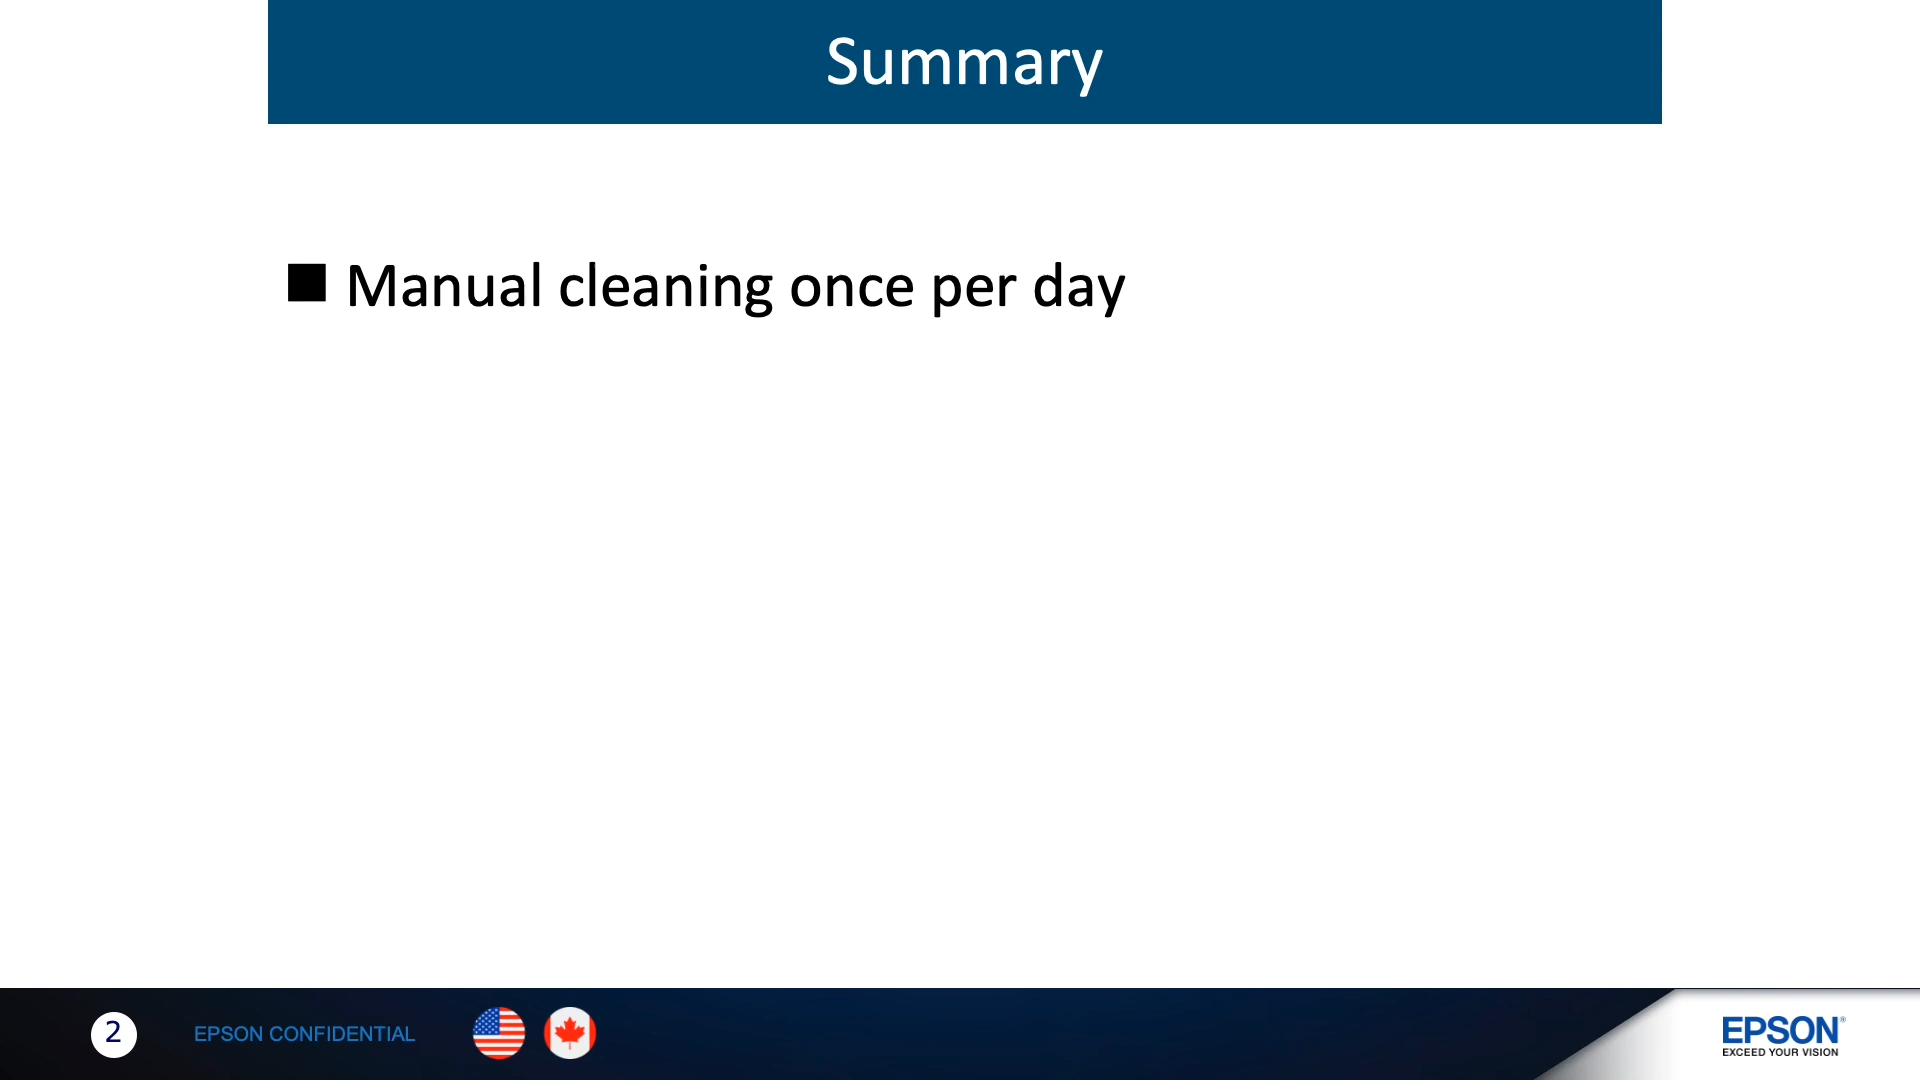 Summary
■ Manual cleaning once per day
2
EPSON CONFIDENTIAL
EPSON®
EXCEED YOUR VISION